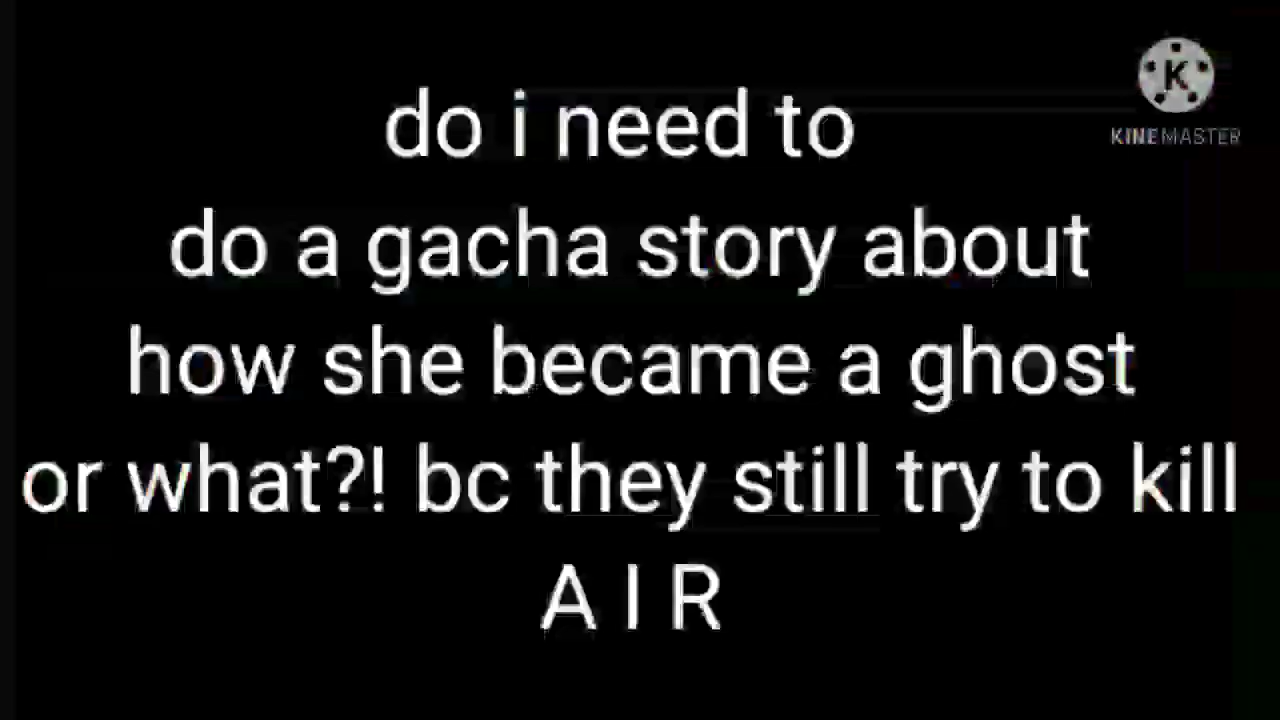 K
KINEMASTER
do i need to
do a gacha story about
how she became a ghost
or what?! bc they still try to kill
A I R